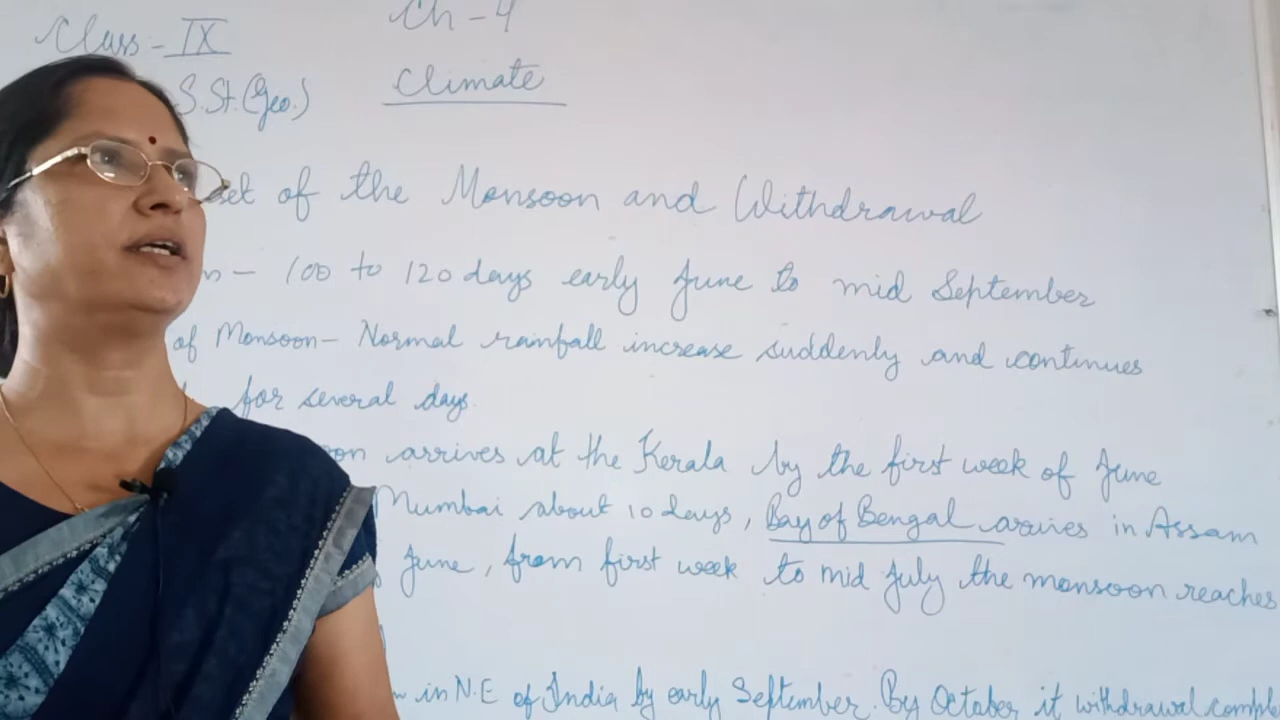 Class - IX
Ch - 4
S.St.(Geo.)
Climate
of the Monsoon and Withdrawal
- 100 to 120 days early June to mid September
of Monsoon - Normal rainfall increase suddenly and continues
for several days.
arrives at the Kerala by the first week of June
Mumbai about 10 days, Bay of Bengal arrives in Assam
June, from first week to mid July the monsoon reaches
in N.E of India by early September. By October it withdrawal